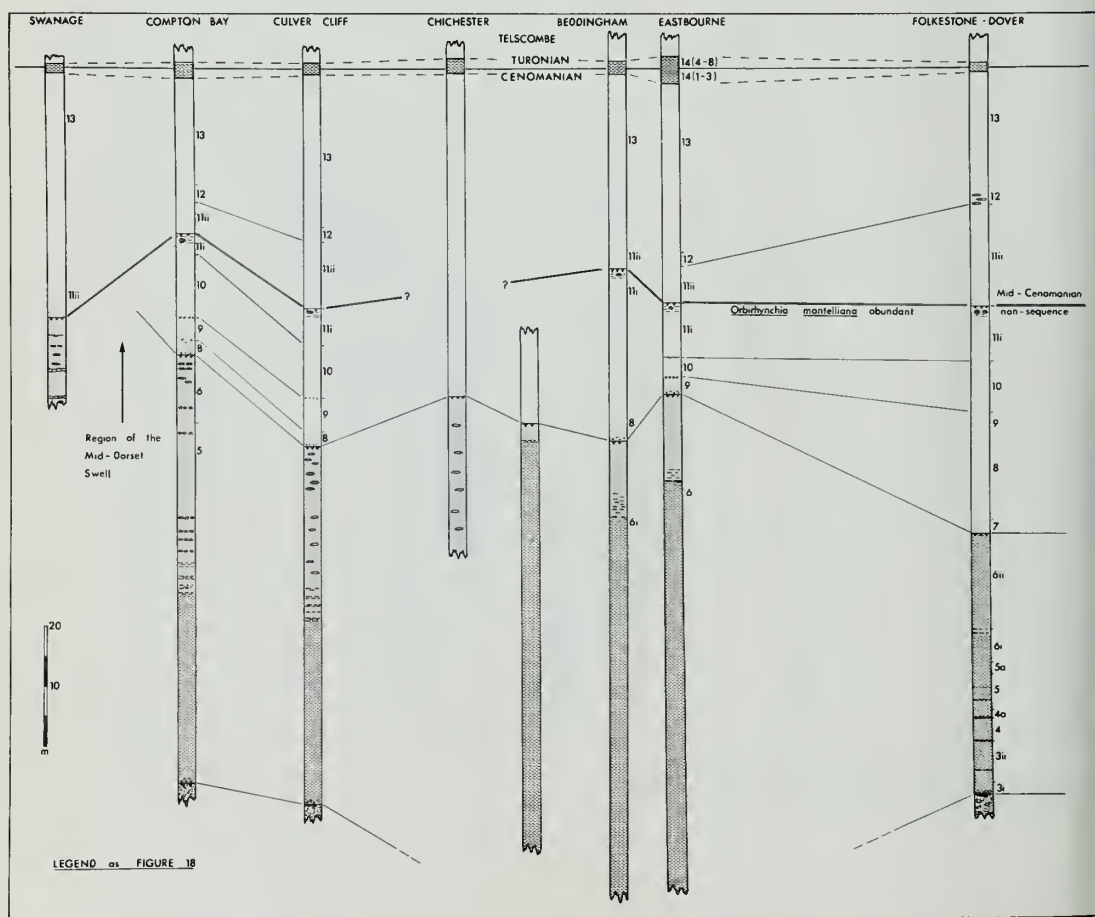 SWANAGE
COMPTON BAY
CULVER CLIFF
CHICHESTER
TELSCOMBE
BEDDINGHAM
EASTBOURNE
FOLKESTONE - DOVER
TURONIAN
CENOMANIAN
14(4-8)
14(1-3)
13
11ii
13
12
11ii
11i
10
9
8
6
5
13
12
11ii
11i
10
9
8
?
?
13
11ii
11i
8
6i
13
12
11ii
11i
10
9
6
Orbirhynchia mantelliana abundant
13
12
11ii
Mid - Cenomanian
non - sequence
11i
10
9
8
7
6ii
6i
5a
5
4a
4
3ii
3i
Region of the
Mid - Dorset
Swell
20
10
m
LEGEND as FIGURE 18